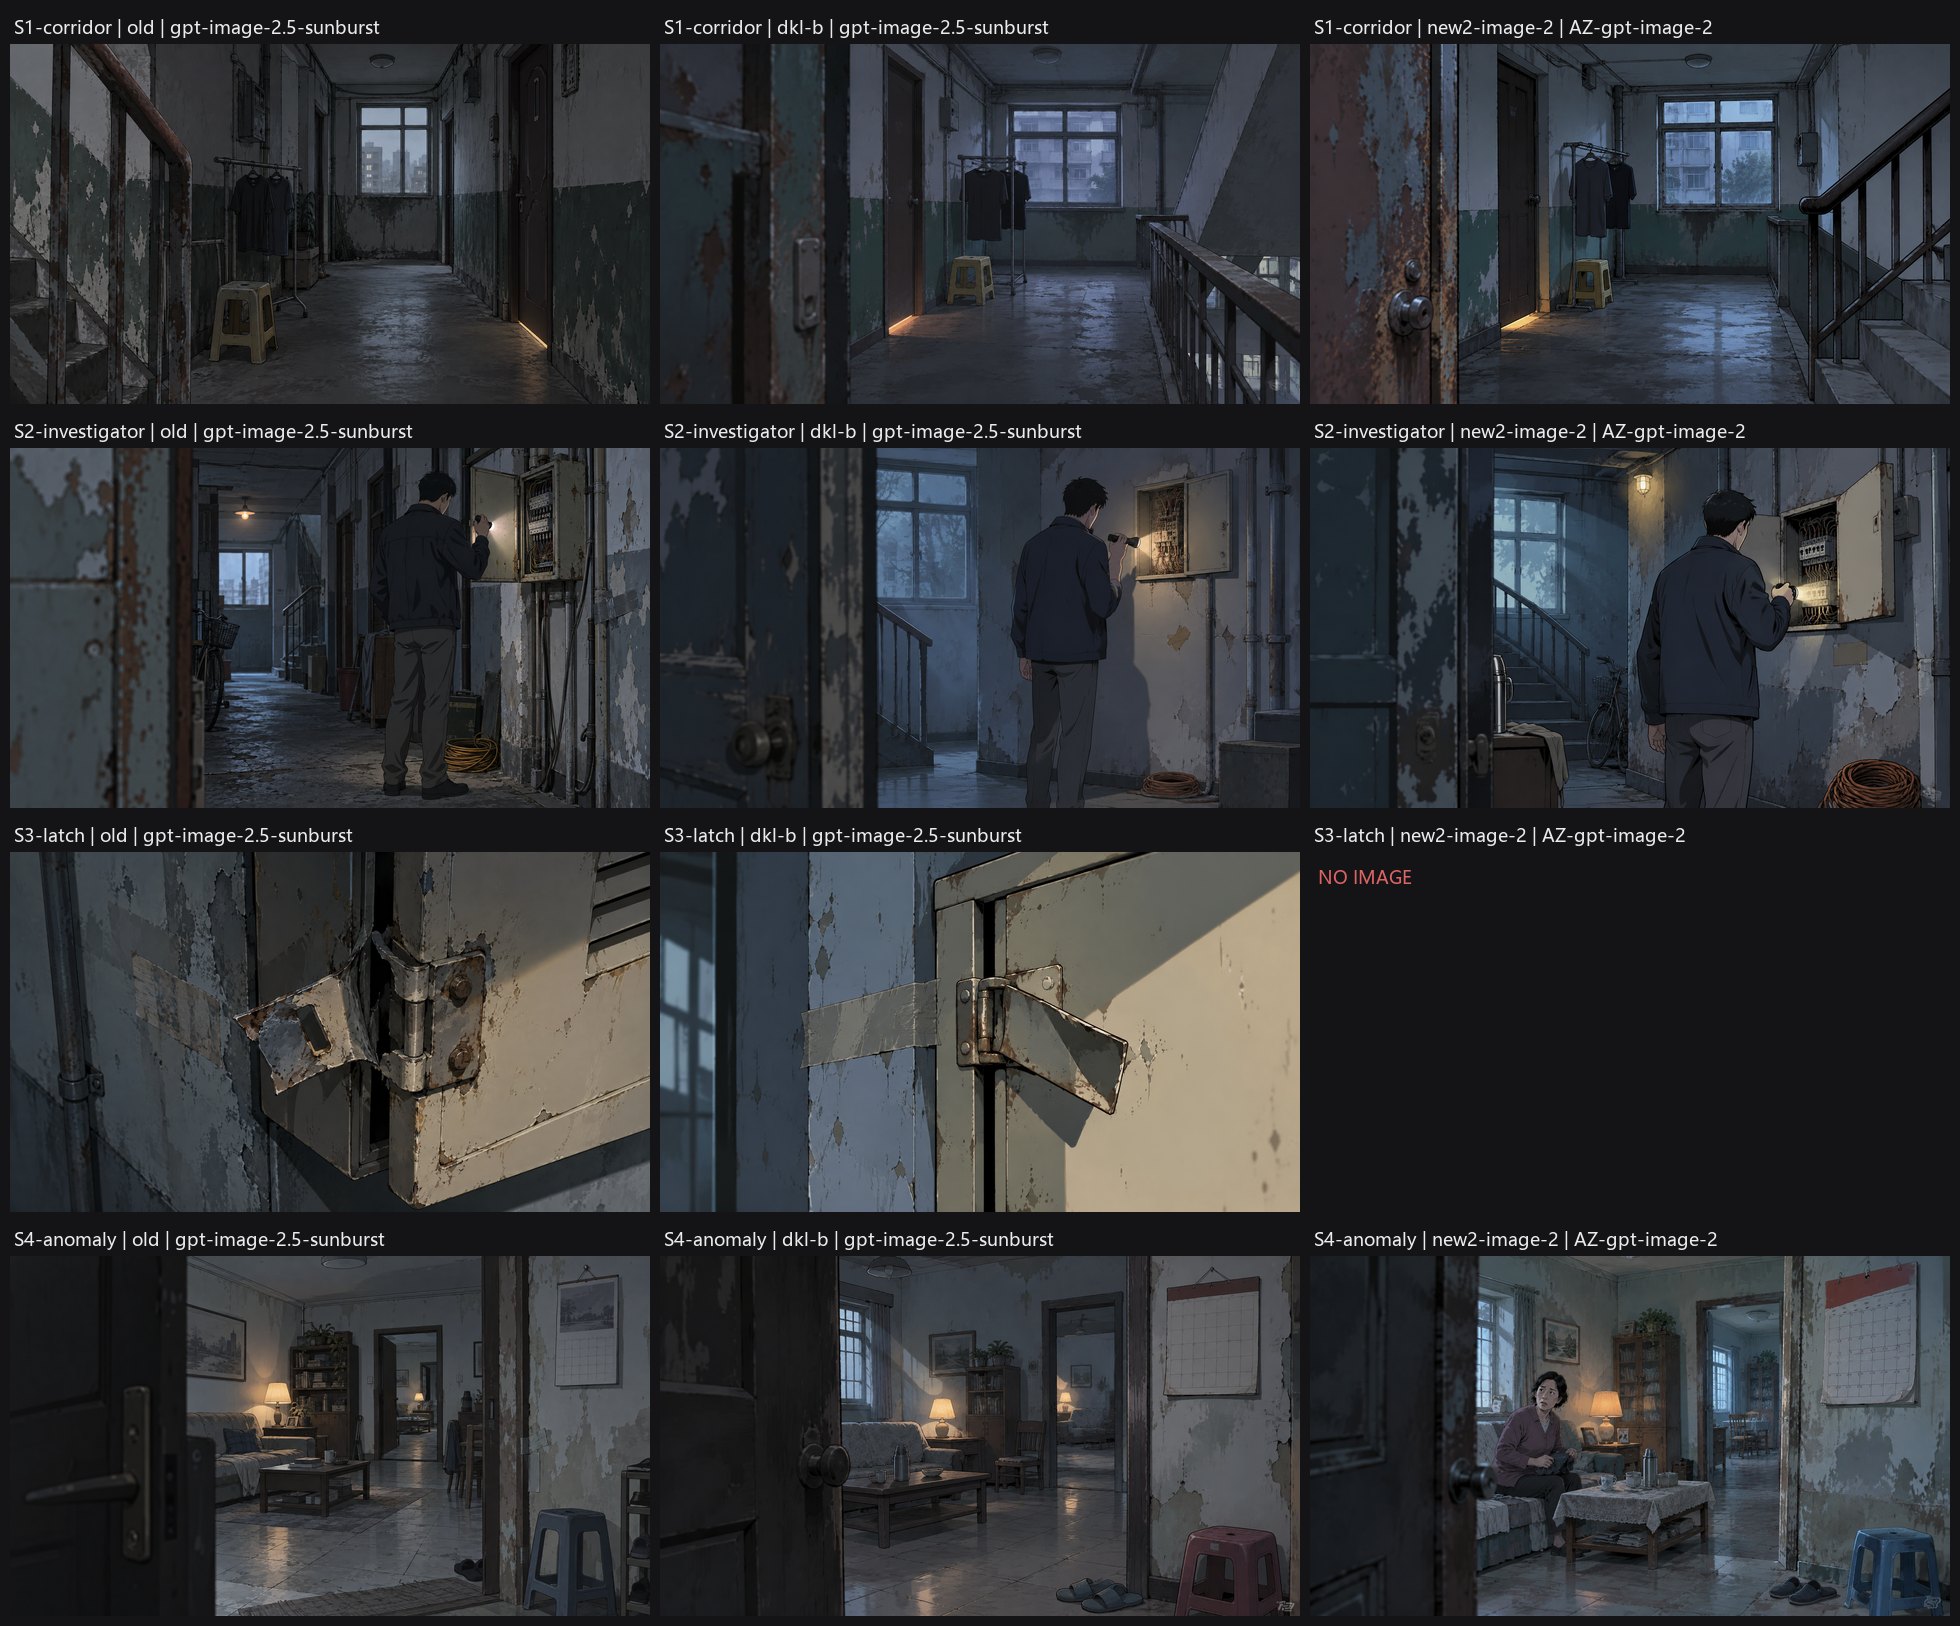 S1-corridor | old | gpt-image-2.5-sunburst
S1-corridor | dkl-b | gpt-image-2.5-sunburst
S1-corridor | new2-image-2 | AZ-gpt-image-2
S2-investigator | old | gpt-image-2.5-sunburst
S2-investigator | dkl-b | gpt-image-2.5-sunburst
S2-investigator | new2-image-2 | AZ-gpt-image-2
S3-latch | old | gpt-image-2.5-sunburst
S3-latch | dkl-b | gpt-image-2.5-sunburst
S3-latch | new2-image-2 | AZ-gpt-image-2
NO IMAGE
S4-anomaly | old | gpt-image-2.5-sunburst
S4-anomaly | dkl-b | gpt-image-2.5-sunburst
S4-anomaly | new2-image-2 | AZ-gpt-image-2